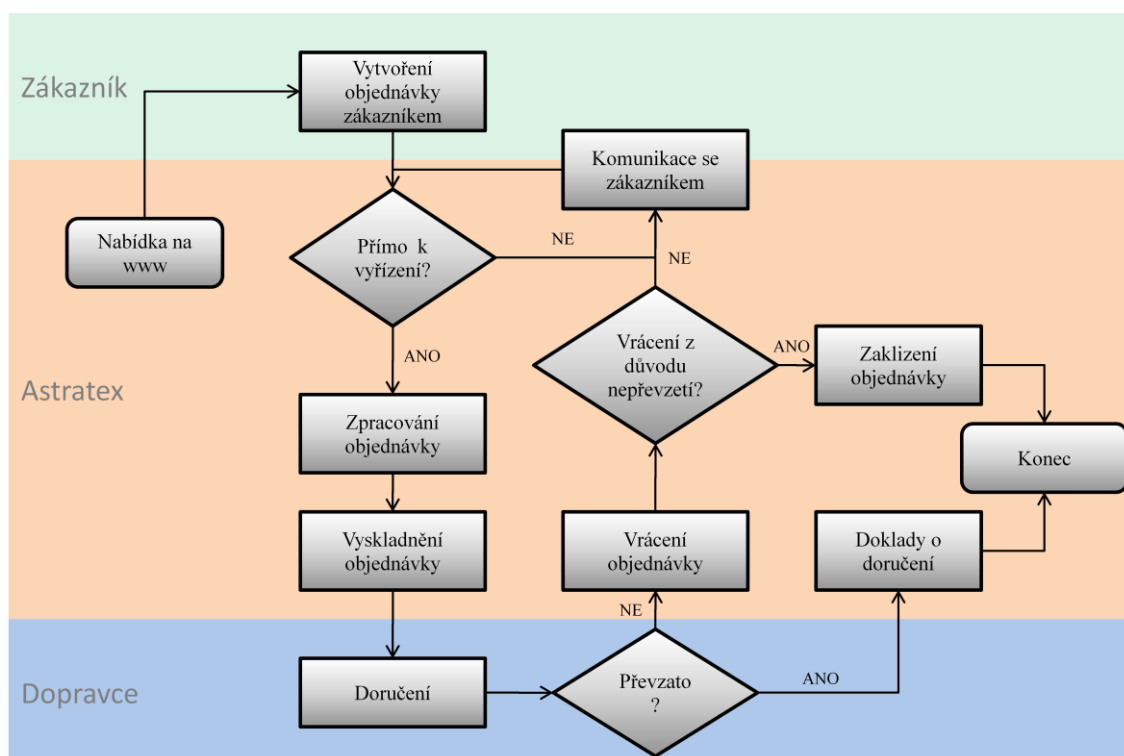 Zákazník
Vytvoření
objednávky
zákazníkem
Komunikace se
zákazníkem
Nabídka na
www
Přímo k
vyřízení?
NE
NE
ANO
Astratex
Vrácení z
důvodu
nepřevzetí?
ANO
Zaklizení
objednávky
Zpracování
objednávky
Konec
Vyskladnění
objednávky
Vrácení
objednávky
Doklady o
doručení
NE
Dopravce
Doručení
Převzato
?
ANO